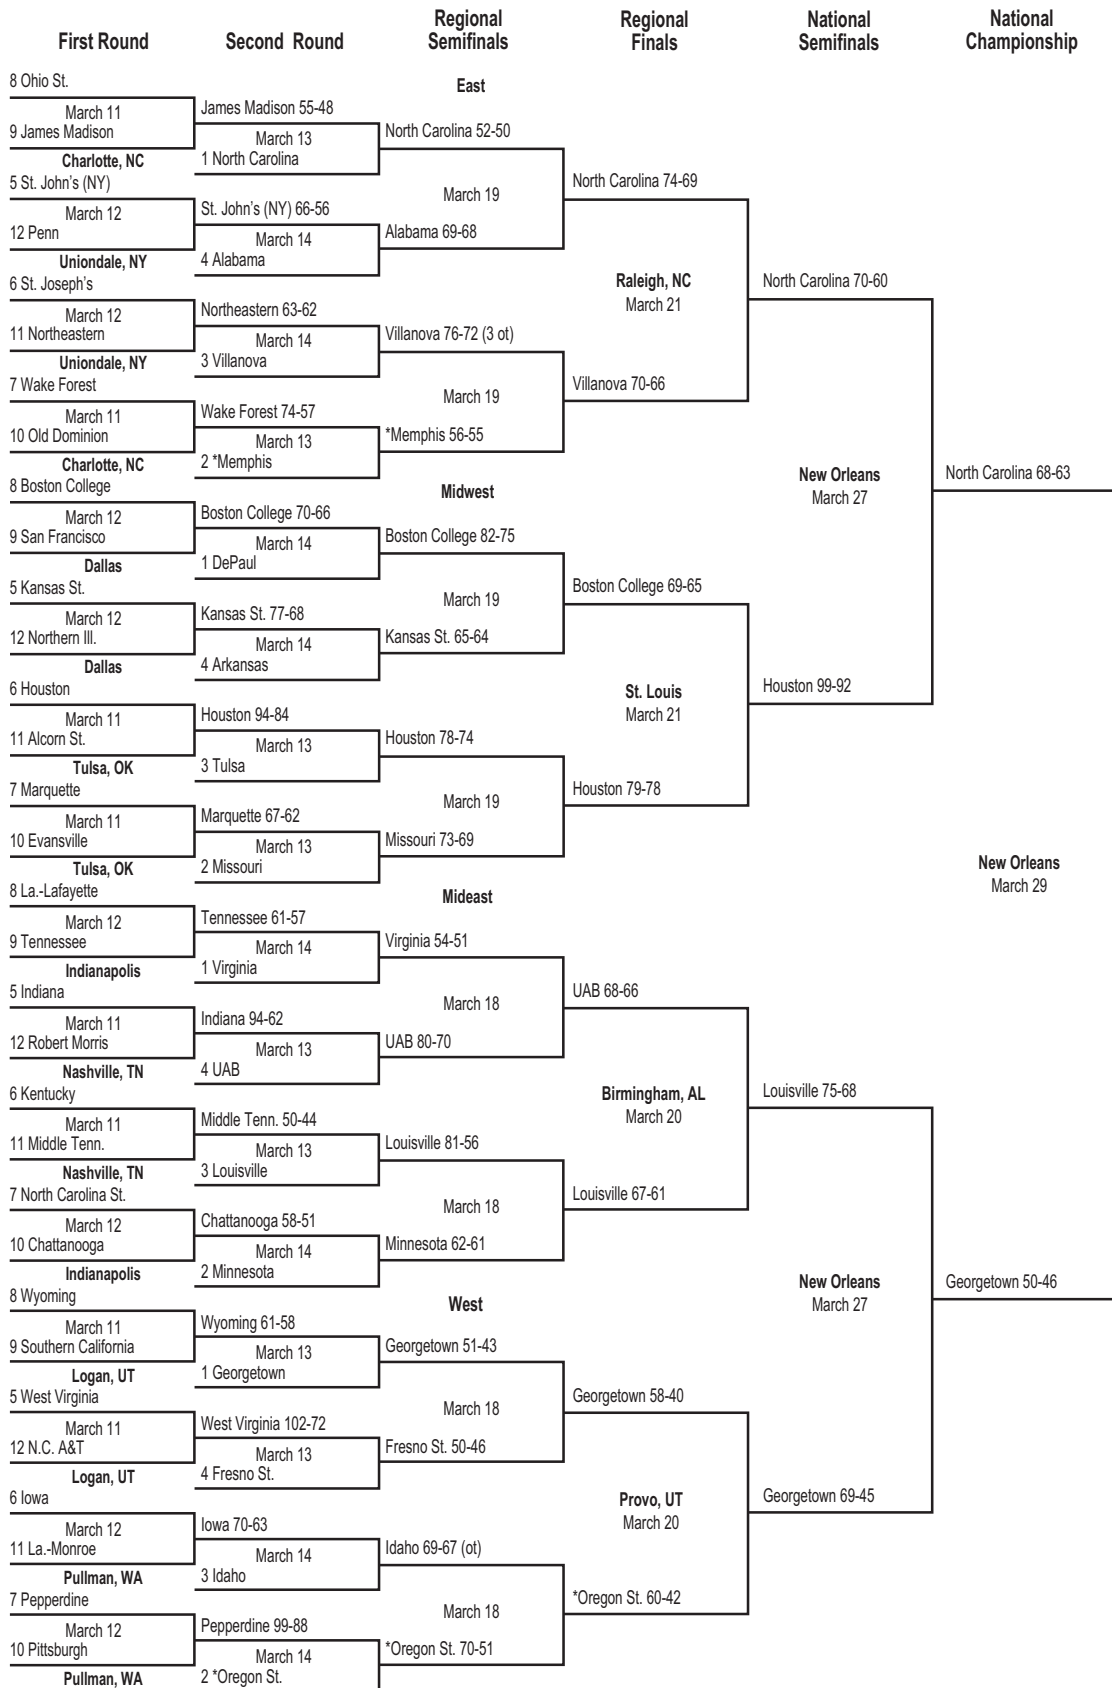 First Round
Second Round
Regional
Semifinals
Regional
Finals
National
Semifinals
National
Championship
8 Ohio St.
March 11
9 James Madison
Charlotte, NC
5 St. John's (NY)
March 12
12 Penn
Uniondale, NY
6 St. Joseph's
March 12
11 Northeastern
Uniondale, NY
7 Wake Forest
March 11
10 Old Dominion
Charlotte, NC
8 Boston College
March 12
9 San Francisco
Dallas
5 Kansas St.
March 12
12 Northern Ill.
Dallas
6 Houston
March 11
11 Alcorn St.
Tulsa, OK
7 Marquette
March 11
10 Evansville
Tulsa, OK
8 La.-Lafayette
March 12
9 Tennessee
Indianapolis
5 Indiana
March 11
12 Robert Morris
Nashville, TN
6 Kentucky
March 11
11 Middle Tenn.
Nashville, TN
7 North Carolina St.
March 12
10 Chattanooga
Indianapolis
8 Wyoming
March 11
9 Southern California
Logan, UT
5 West Virginia
March 11
12 N.C. A&T
Logan, UT
6 Iowa
March 12
11 La.-Monroe
Pullman, WA
7 Pepperdine
March 12
10 Pittsburgh
Pullman, WA
James Madison 55-48
March 13
1 North Carolina
St. John's (NY) 66-56
March 14
4 Alabama
Northeastern 63-62
March 14
3 Villanova
Wake Forest 74-57
March 13
2 *Memphis
Boston College 70-66
March 14
1 DePaul
Kansas St. 77-68
March 14
4 Arkansas
Houston 94-84
March 13
3 Tulsa
Marquette 67-62
March 13
2 Missouri
Tennessee 61-57
March 14
1 Virginia
Indiana 94-62
March 13
4 UAB
Middle Tenn. 50-44
March 13
3 Louisville
Chattanooga 58-51
March 14
2 Minnesota
Wyoming 61-58
March 13
1 Georgetown
West Virginia 102-72
March 13
4 Fresno St.
Iowa 70-63
March 14
3 Idaho
Pepperdine 99-88
March 14
2 *Oregon St.
East
North Carolina 52-50
March 19
Alabama 69-68
Villanova 76-72 (3 ot)
March 19
*Memphis 56-55
Midwest
Boston College 82-75
March 19
Kansas St. 65-64
Houston 78-74
March 19
Missouri 73-69
Mideast
Virginia 54-51
March 18
UAB 80-70
Louisville 81-56
March 18
Minnesota 62-61
West
Georgetown 51-43
March 18
Fresno St. 50-46
Idaho 69-67 (ot)
March 18
*Oregon St. 70-51
North Carolina 74-69
Raleigh, NC
March 21
Villanova 70-66
Boston College 69-65
St. Louis
March 21
Houston 79-78
UAB 68-66
Birmingham, AL
March 20
Louisville 67-61
Georgetown 58-40
Provo, UT
March 20
*Oregon St. 60-42
North Carolina 70-60
New Orleans
March 27
Houston 99-92
Louisville 75-68
New Orleans
March 27
Georgetown 69-45
North Carolina 68-63
New Orleans
March 29
Georgetown 50-46